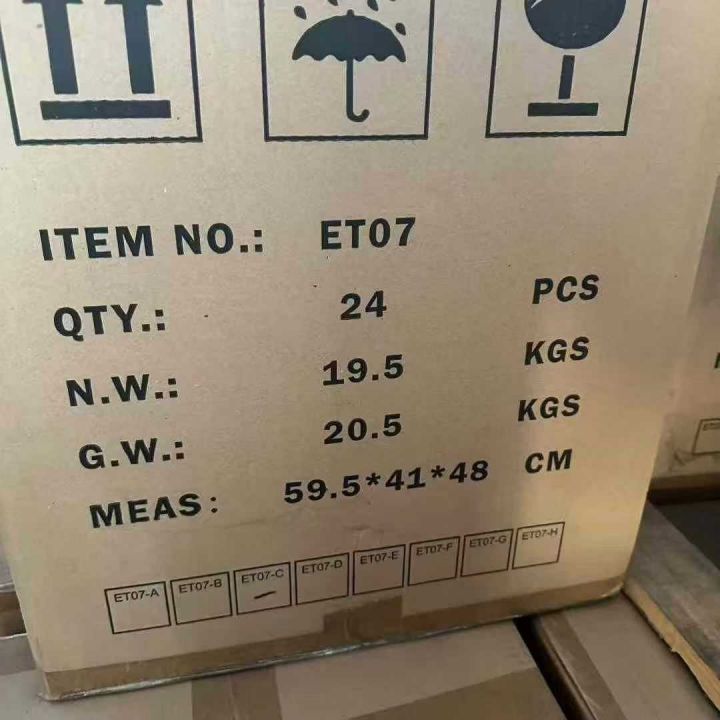 ITEM NO.: ET07
QTY.: 24 PCS
N.W.: 19.5 KGS
G.W.: 20.5 KGS
MEAS: 59.5*41*48 CM
ET07-A ET07-B ET07-C ET07-D ET07-E ET07-F ET07-G ET07-H